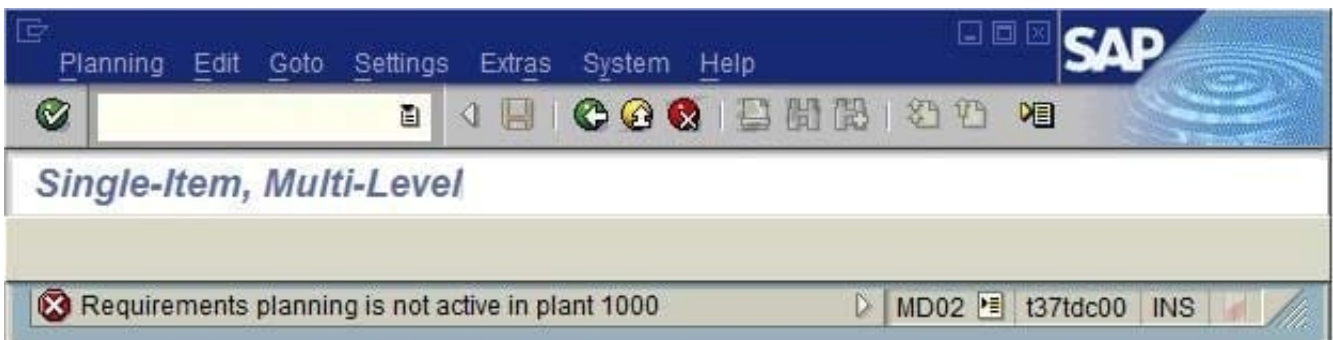 Planning Edit Goto Settings Extras System Help
SAP
Single-Item, Multi-Level
Requirements planning is not active in plant 1000 MD02 t37tdc00 INS